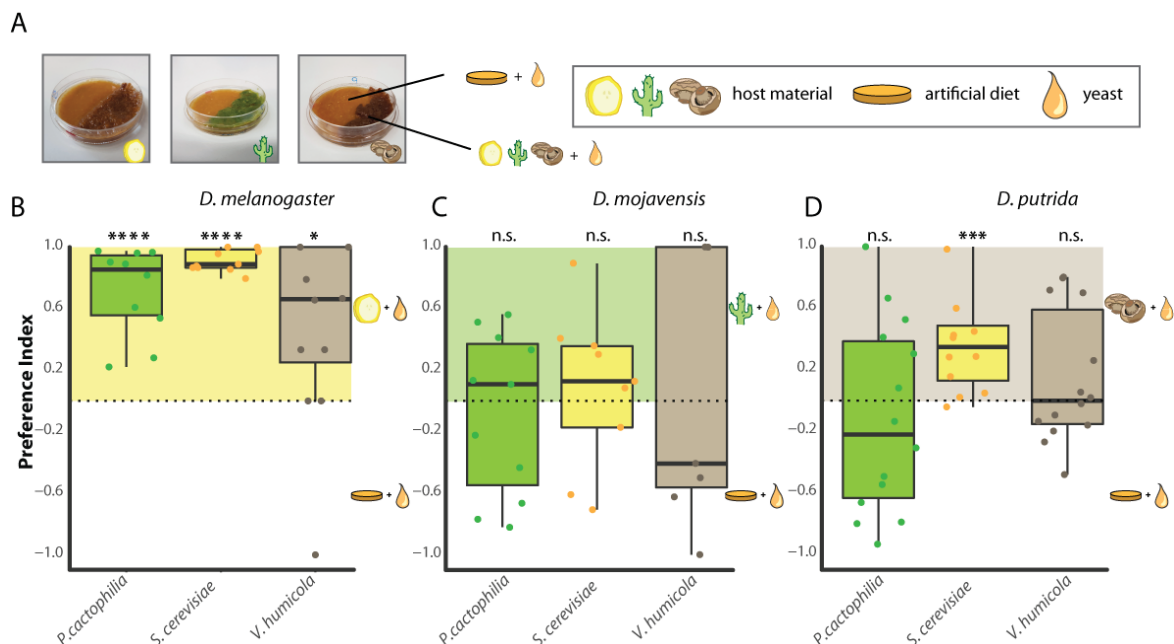 A
9
+
+
host material
artificial diet
yeast
B
D. melanogaster
C
D. mojavensis
D
D. putrida
Preference Index
****
****
*
1.0
0.6
0.2
−0.2
−0.6
−1.0
+
+
P.cactophilia
S. cerevisiae
V. humicola
n.s.
n.s.
n.s.
1.0
0.6
0.2
−0.2
−0.6
−1.0
+
+
P.cactophilia
S. cerevisiae
V. humicola
n.s.
***
n.s.
1.0
0.6
0.2
−0.2
−0.6
−1.0
+
+
P.cactophilia
S. cerevisiae
V. humicola